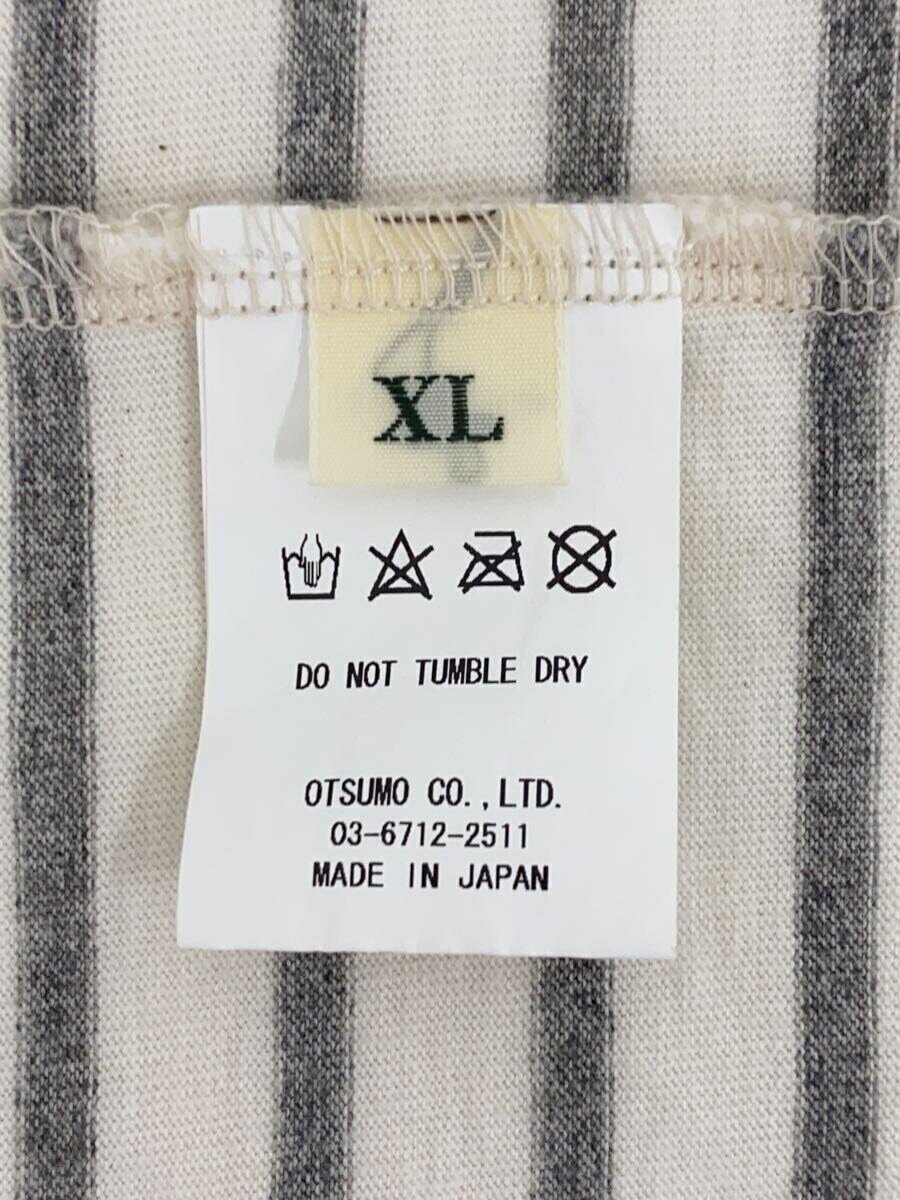 XL
DO NOT TUMBLE DRY
OTSUMO CO.,LTD.
03-6712-2511
MADE IN JAPAN